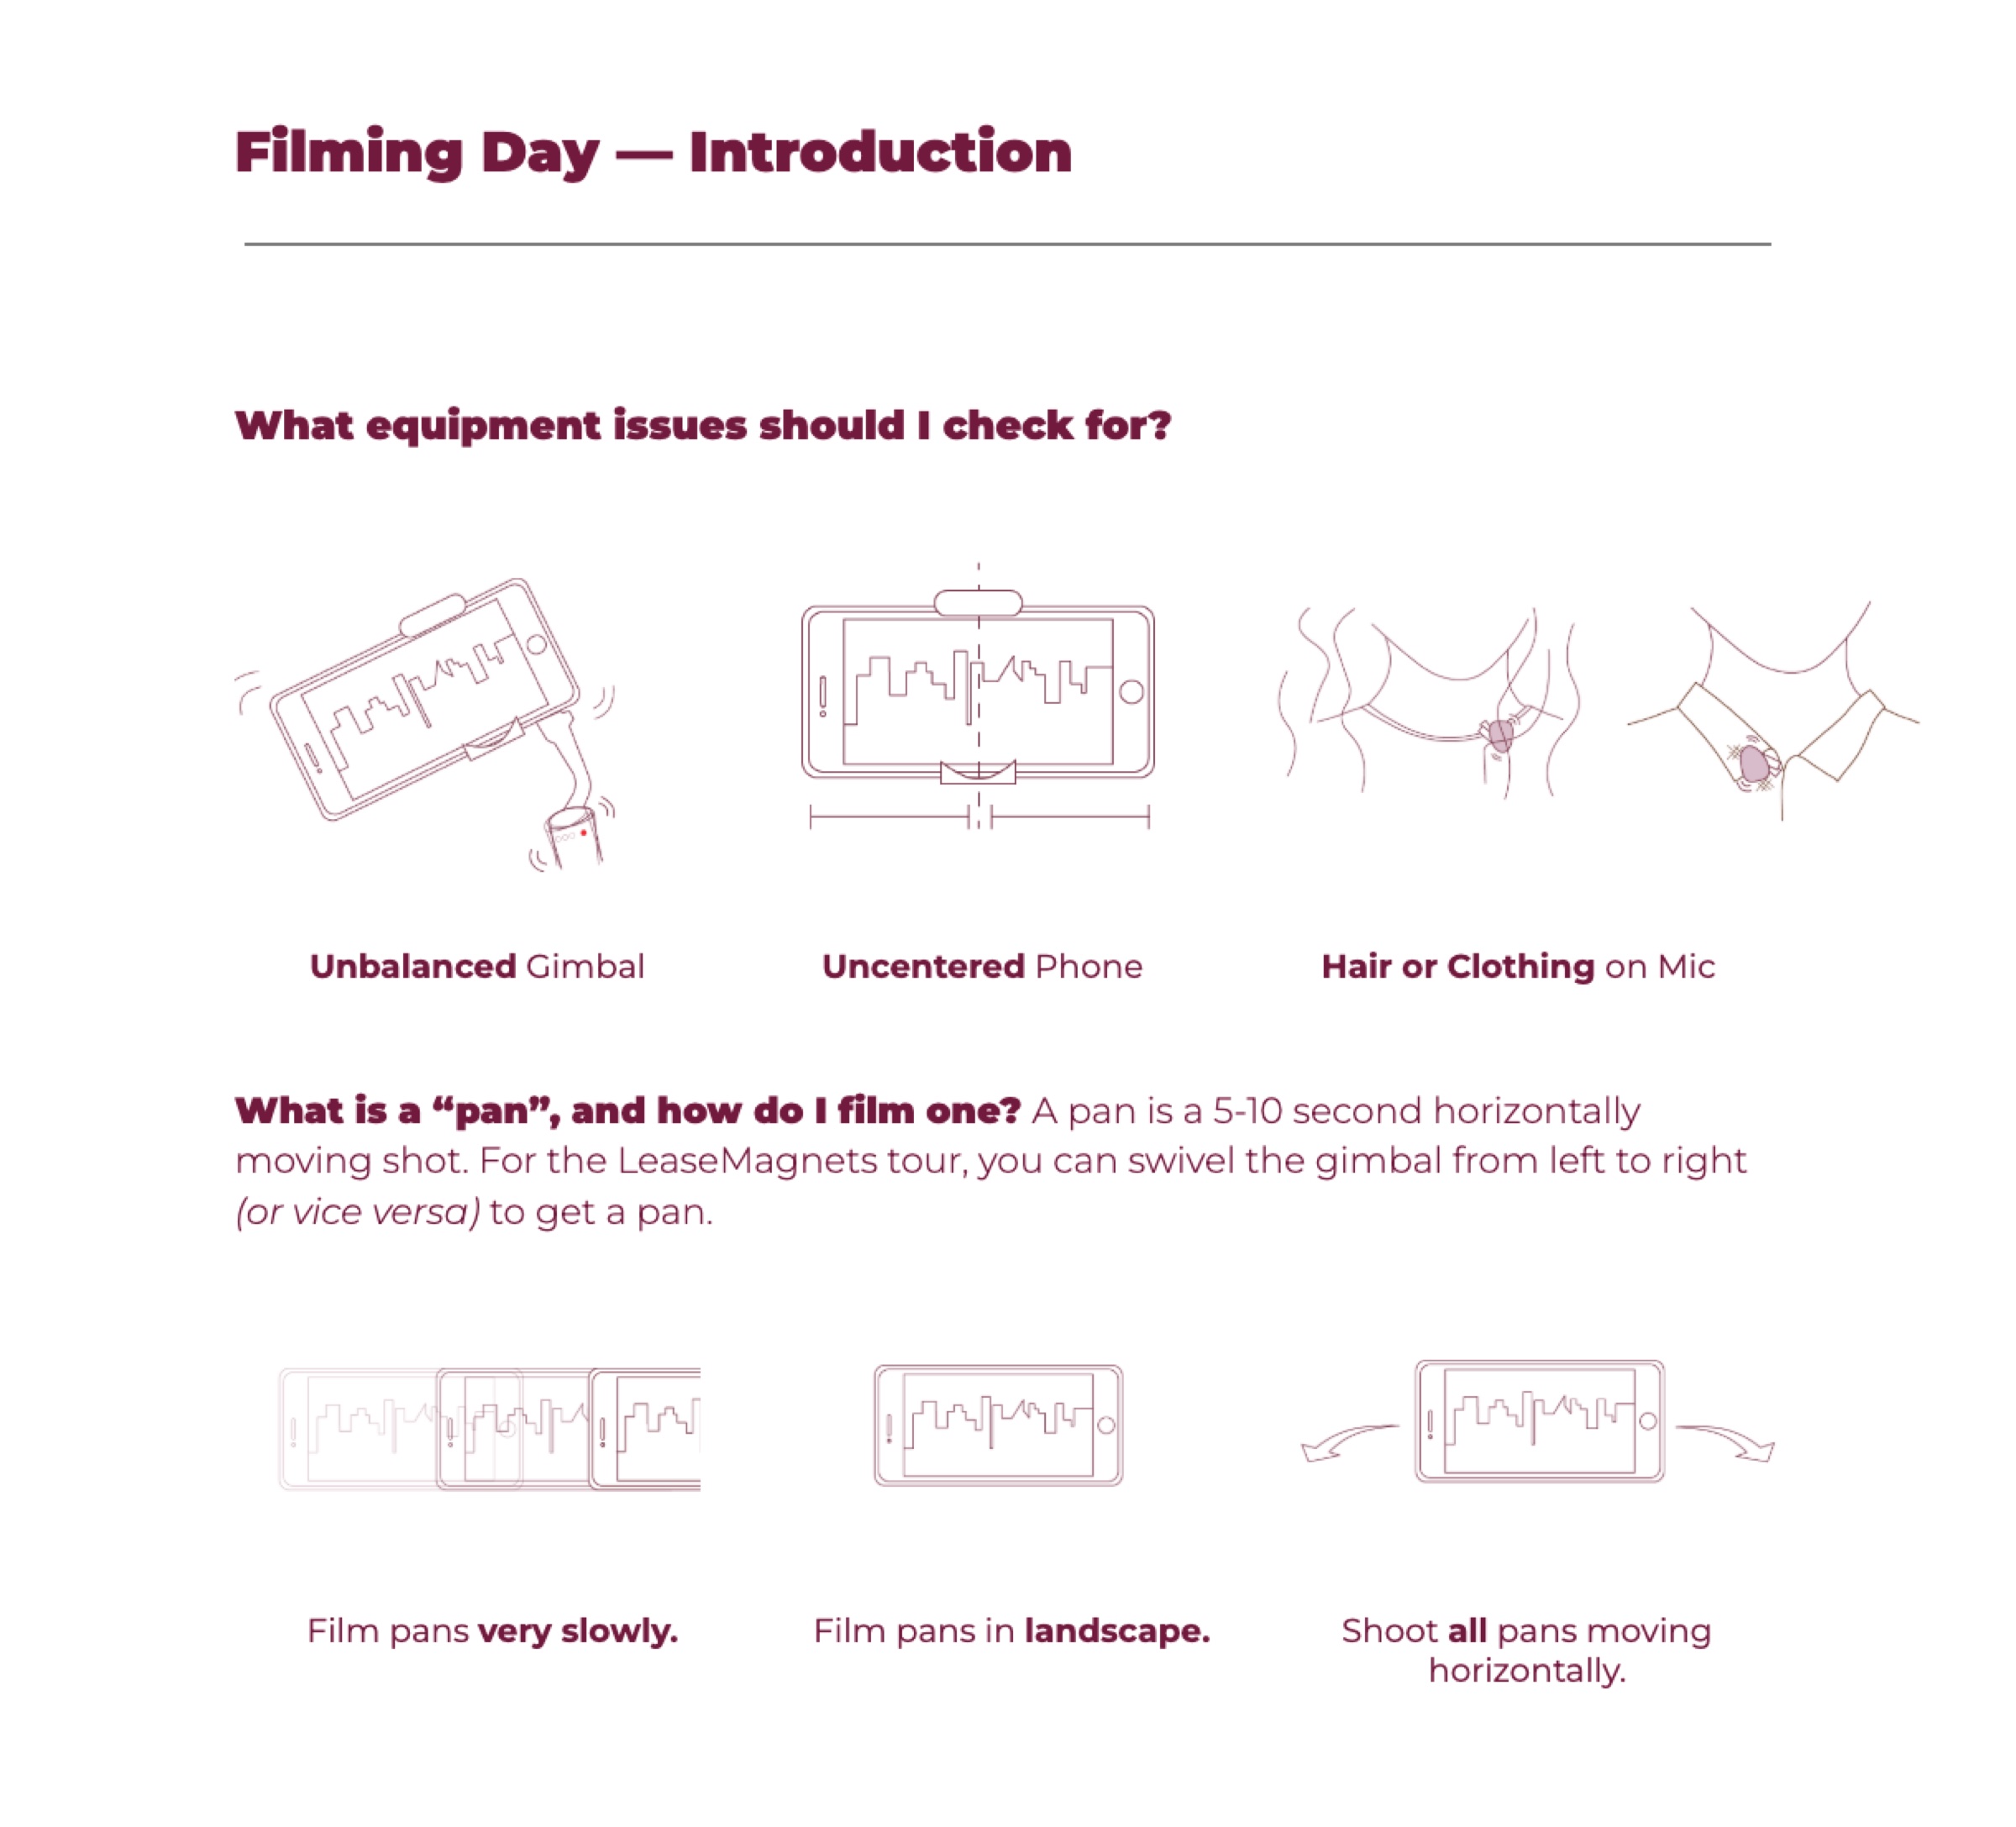 Filming Day — Introduction
What equipment issues should I check for?
Unbalanced Gimbal
Uncentered Phone
Hair or Clothing on Mic
What is a “pan”, and how do I film one? A pan is a 5-10 second horizontally
moving shot. For the LeaseMagnets tour, you can swivel the gimbal from left to right
(or vice versa) to get a pan.
Film pans very slowly.
Film pans in landscape.
Shoot all pans moving
horizontally.